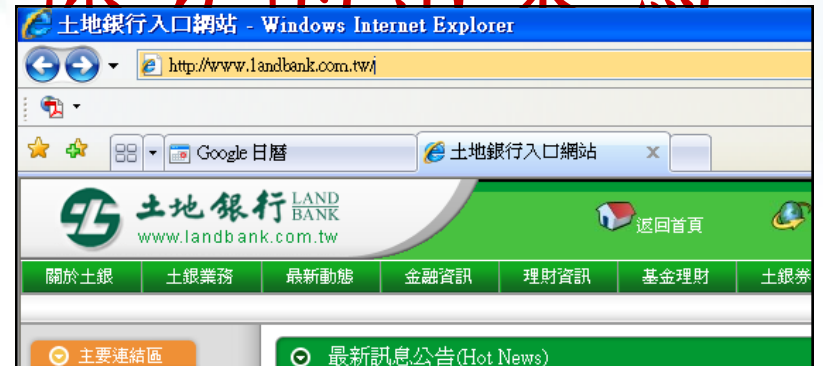 土地銀行入口網站 - Windows Internet Explorer
http://www.1andbank.com.tw/
Google 日曆 土地銀行入口網站 x
土地銀行 LAND BANK
www.landbank.com.tw
返回首頁
關於土銀 土銀業務 最新動態 金融資訊 理財資訊 基金理財 土銀券
主要連結區 最新訊息公告(Hot News)